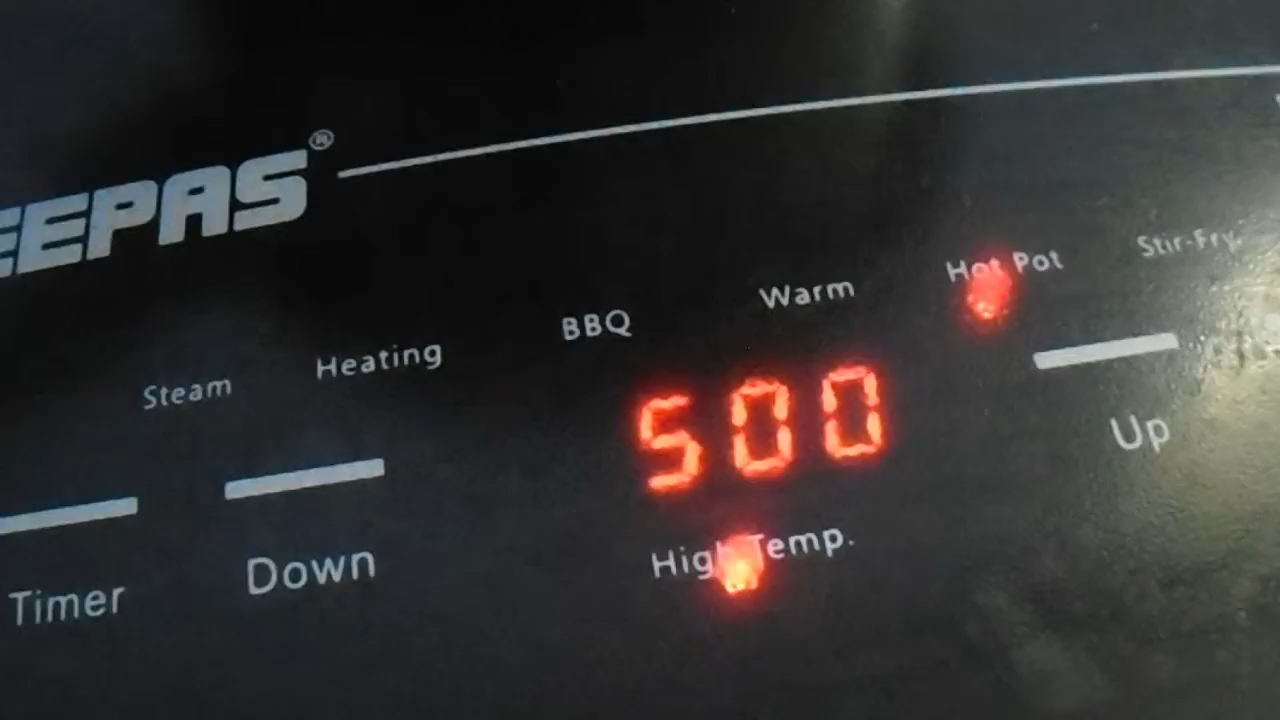 EEPAS®
Steam Heating BBQ Warm Hot Pot Stir-Fry
500
Timer Down High Temp. Up